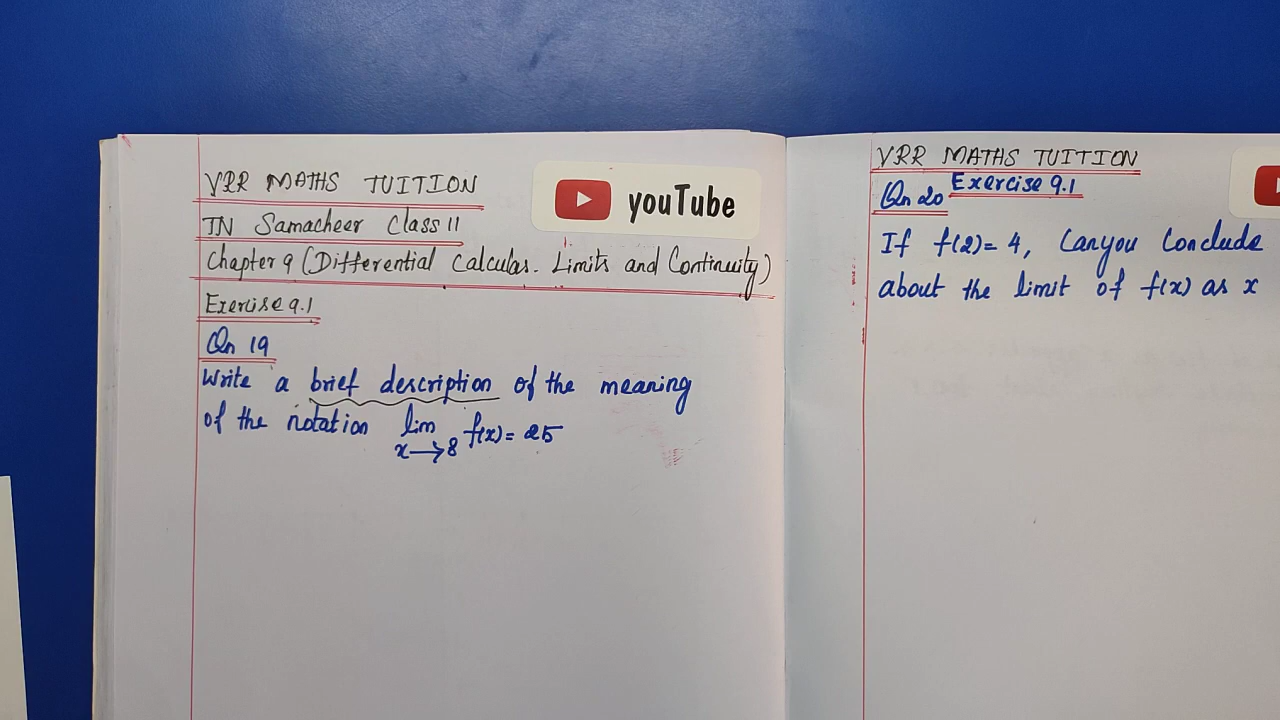 VRR MATHS TUITION
youTube
TN Samacheer Class 11
Chapter 9 (Differential Calculas. Limits and Continuity)
Exercise 9.1
Qn 19
Write a brief description of the meaning
of the notation lim f(x) = 25
x→8
VRR MATHS TUITION
Qn 20 Exercise 9.1
If f(2) = 4, Can you Conclude
about the limit of f(x) as x